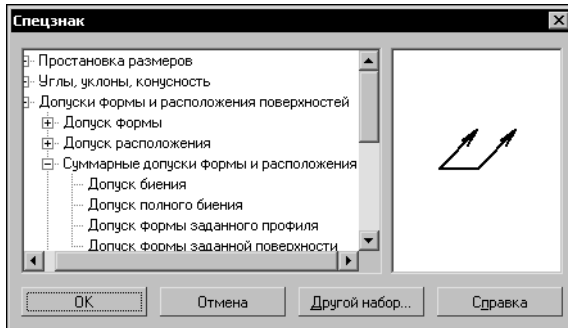 Спецзнак
Простановка размеров
Углы, уклоны, конусность
Допуски формы и расположения поверхностей
Допуск формы
Допуск расположения
Суммарные допуски формы и расположения
Допуск биения
Допуск полного биения
Допуск формы заданного профиля
Допуск формы заданной поверхности
OK
Отмена
Другой набор...
Справка